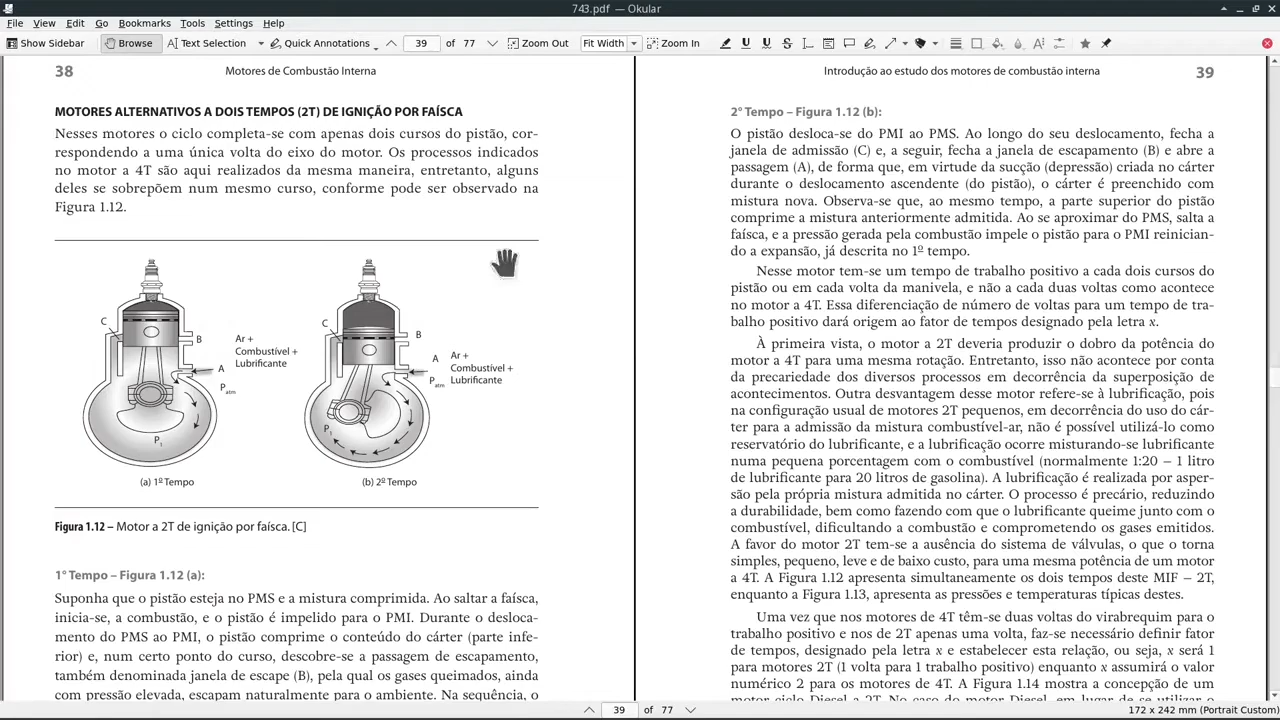 743.pdf — Okular
File View Edit Go Bookmarks Tools Settings Help
Show Sidebar Browse Text Selection Quick Annotations 39 of 77 Zoom Out Fit Width Zoom In
38 Motores de Combustão Interna
MOTORES ALTERNATIVOS A DOIS TEMPOS (2T) DE IGNIÇÃO POR FAÍSCA
Nesses motores o ciclo completa-se com apenas dois cursos do pistão, cor-
respondendo a uma única volta do eixo do motor. Os processos indicados
no motor a 4T são aqui realizados da mesma maneira, entretanto, alguns
deles se sobrepõem num mesmo curso, conforme pode ser observado na
Figura 1.12.
C
B
A
Ar +
Combustível +
Lubrificante
Patm
P1
(a) 1º Tempo
C
B
A
Ar +
Combustível +
Lubrificante
Patm
P1
(b) 2º Tempo
Figura 1.12 – Motor a 2T de ignição por faísca. [C]
1° Tempo – Figura 1.12 (a):
Suponha que o pistão esteja no PMS e a mistura comprimida. Ao saltar a faísca,
inicia-se, a combustão, e o pistão é impelido para o PMI. Durante o desloca-
mento do PMS ao PMI, o pistão comprime o conteúdo do cárter (parte infe-
rior) e, num certo ponto do curso, descobre-se a passagem de escapamento,
também denominada janela de escape (B), pela qual os gases queimados, ainda
com pressão elevada, escapam naturalmente para o ambiente. Na sequência, o
Introdução ao estudo dos motores de combustão interna 39
2° Tempo – Figura 1.12 (b):
O pistão desloca-se do PMI ao PMS. Ao longo do seu deslocamento, fecha a
janela de admissão (C) e, a seguir, fecha a janela de escapamento (B) e abre a
passagem (A), de forma que, em virtude da sucção (depressão) criada no cárter
durante o deslocamento ascendente (do pistão), o cárter é preenchido com
mistura nova. Observa-se que, ao mesmo tempo, a parte superior do pistão
comprime a mistura anteriormente admitida. Ao se aproximar do PMS, salta a
faísca, e a pressão gerada pela combustão impele o pistão para o PMI reinician-
do a expansão, já descrita no 1º tempo.
Nesse motor tem-se um tempo de trabalho positivo a cada dois cursos do
pistão ou em cada volta da manivela, e não a cada duas voltas como acontece
no motor a 4T. Essa diferenciação de número de voltas para um tempo de tra-
balho positivo dará origem ao fator de tempos designado pela letra x.
À primeira vista, o motor a 2T deveria produzir o dobro da potência do
motor a 4T para uma mesma rotação. Entretanto, isso não acontece por conta
da precariedade dos diversos processos em decorrência da superposição de
acontecimentos. Outra desvantagem desse motor refere-se à lubrificação, pois
na configuração usual de motores 2T pequenos, em decorrência do uso do cár-
ter para a admissão da mistura combustível-ar, não é possível utilizá-lo como
reservatório do lubrificante, e a lubrificação ocorre misturando-se lubrificante
numa pequena porcentagem com o combustível (normalmente 1:20 – 1 litro
de lubrificante para 20 litros de gasolina). A lubrificação é realizada por asper-
são pela própria mistura admitida no cárter. O processo é precário, reduzindo
a durabilidade, bem como fazendo com que o lubrificante queime junto com o
combustível, dificultando a combustão e comprometendo os gases emitidos.
A favor do motor 2T tem-se a ausência do sistema de válvulas, o que o torna
simples, pequeno, leve e de baixo custo, para uma mesma potência de um motor
a 4T. A Figura 1.12 apresenta simultaneamente os dois tempos deste MIF – 2T,
enquanto a Figura 1.13, apresenta as pressões e temperaturas típicas destes.
Uma vez que nos motores de 4T têm-se duas voltas do virabrequim para o
trabalho positivo e nos de 2T apenas uma volta, faz-se necessário definir fator
de tempos, designado pela letra x e estabelecer esta relação, ou seja, x será 1
para motores 2T (1 volta para 1 trabalho positivo) enquanto x assumirá o valor
numérico 2 para os motores de 4T. A Figura 1.14 mostra a concepção de um
motor ciclo Diesel a 2T. No caso do motor Diesel, em lugar de se utilizar o
39 of 77
172 x 242 mm (Portrait Custom)